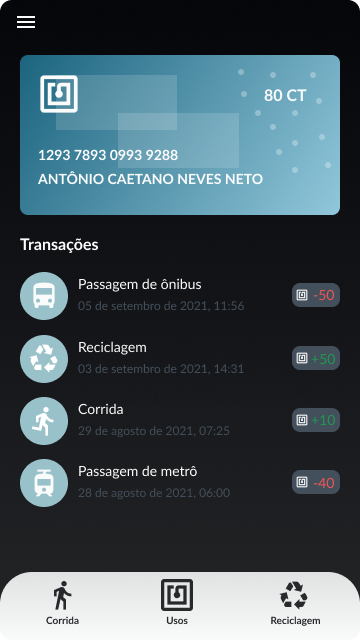 80 CT
1293 7893 0993 9288
ANTÔNIO CAETANO NEVES NETO
Transações
Passagem de ônibus
05 de setembro de 2021, 11:56
-50
Reciclagem
03 de setembro de 2021, 14:31
+50
Corrida
29 de agosto de 2021, 07:25
+10
Passagem de metrô
28 de agosto de 2021, 06:00
-40
Corrida
Usos
Reciclagem